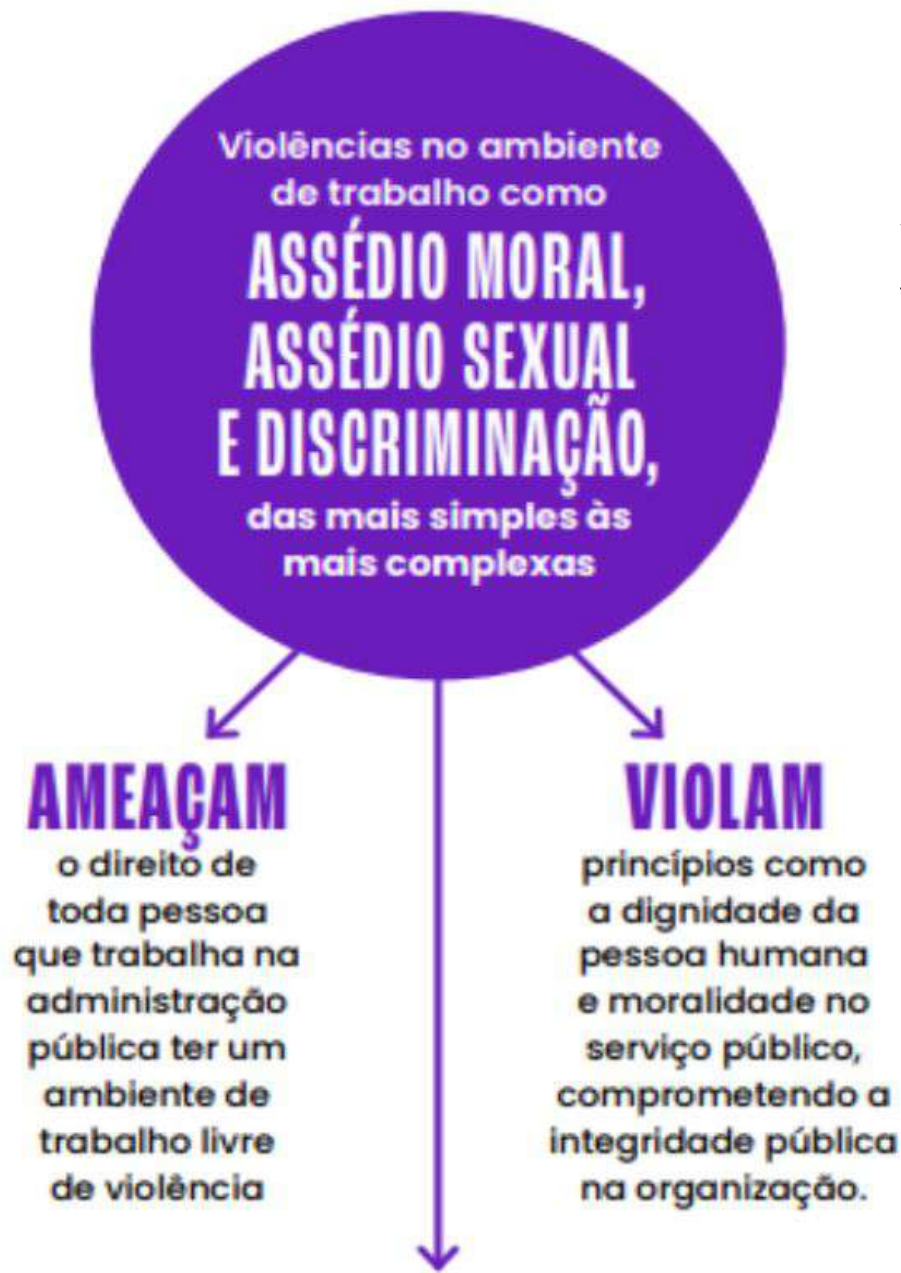 Violências no ambiente
de trabalho como
ASSÉDIO MORAL,
ASSÉDIO SEXUAL
E DISCRIMINAÇÃO,
das mais simples às
mais complexas
AMEAÇAM
o direito de
toda pessoa
que trabalha na
administração
pública ter um
ambiente de
trabalho livre
de violência
VIOLAM
princípios como
a dignidade da
pessoa humana
e moralidade no
serviço público,
comprometendo a
integridade pública
na organização.